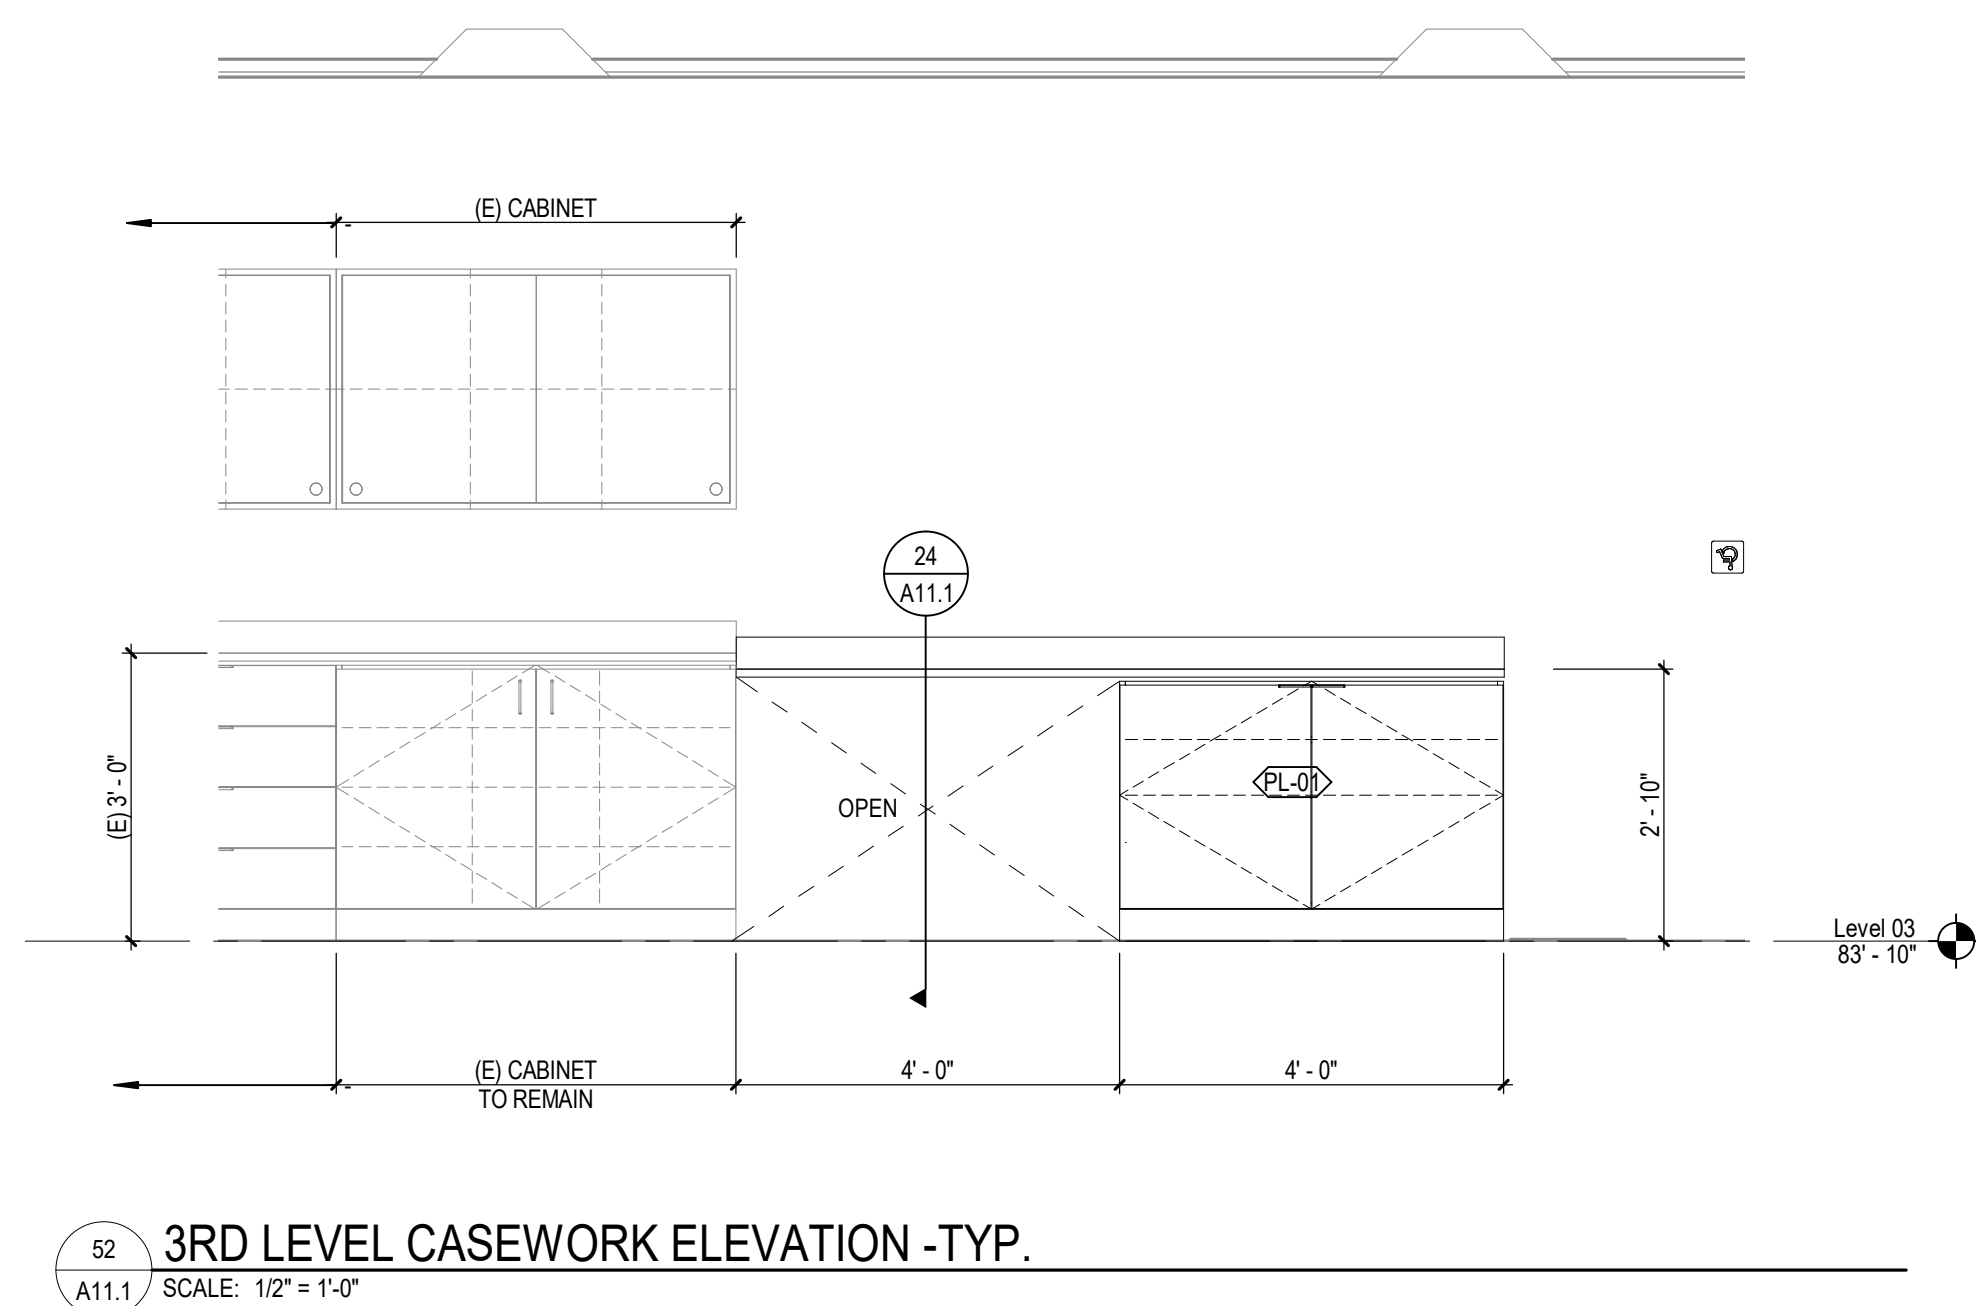 (E) CABINET
-
24
A11.1
(E) 3' - 0"
OPEN
PL-01
2' - 10"
Level 03
83' - 10"
(E) CABINET
TO REMAIN
-
4' - 0"
4' - 0"
52
A11.1
3RD LEVEL CASEWORK ELEVATION -TYP.
SCALE: 1/2" = 1'-0"